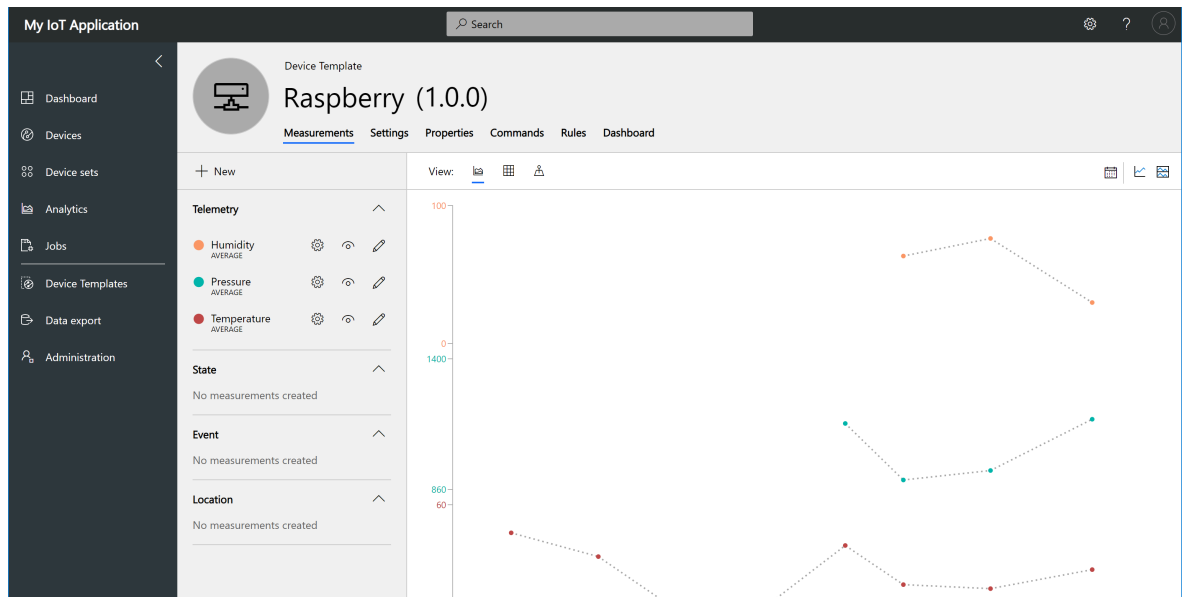 My IoT Application
Search
?
Dashboard
Devices
Device sets
Analytics
Jobs
Device Templates
Data export
Administration
Device Template
Raspberry (1.0.0)
Measurements Settings Properties Commands Rules Dashboard
New
View:
Telemetry
Humidity
AVERAGE
Pressure
AVERAGE
Temperature
AVERAGE
State
No measurements created
Event
No measurements created
Location
No measurements created
100
0
1400
860
60